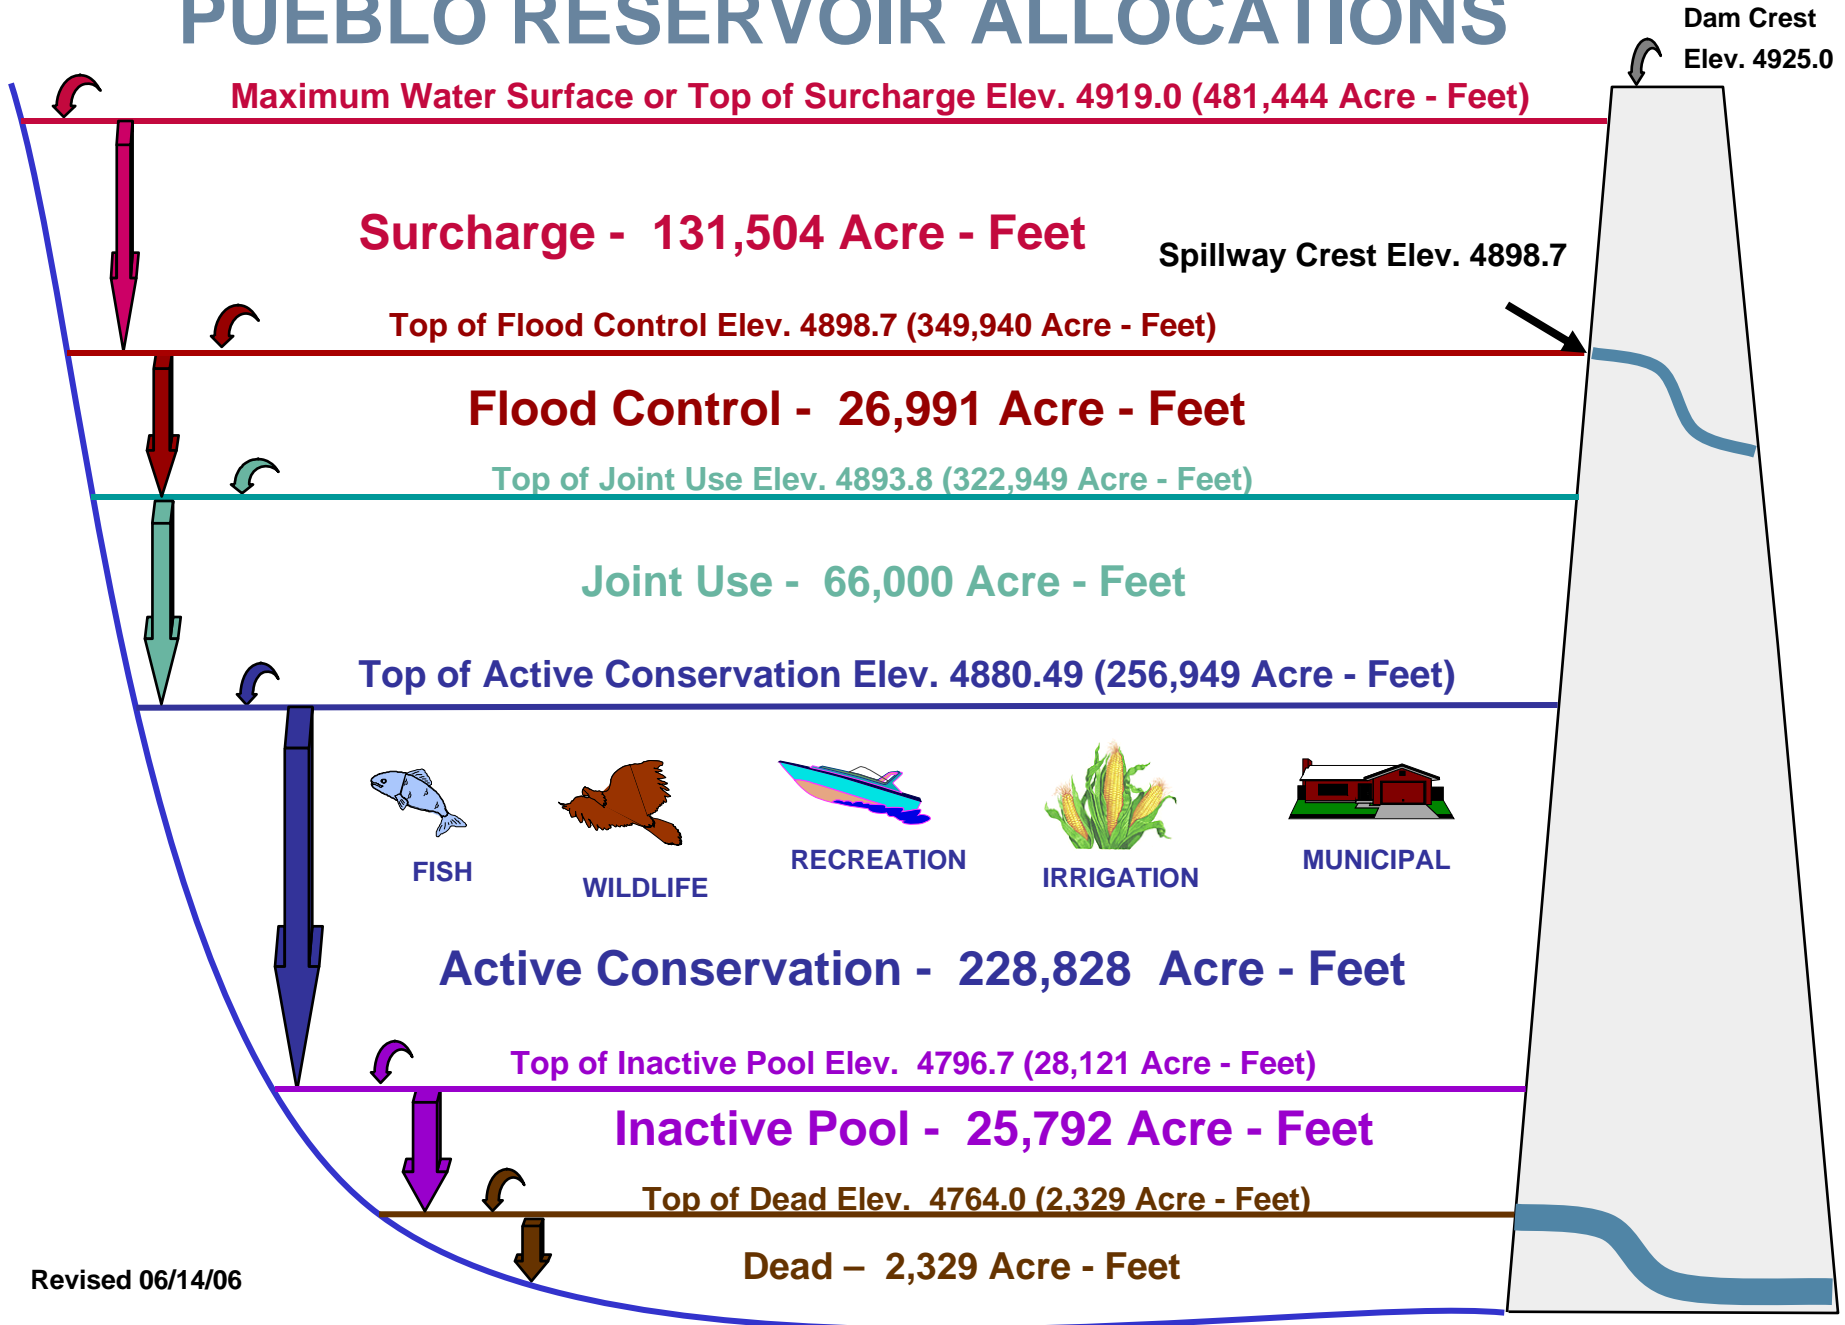 PUEBLO RESERVOIR ALLOCATIONS
Dam Crest
Elev. 4925.0
Maximum Water Surface or Top of Surcharge Elev. 4919.0 (481,444 Acre - Feet)
Surcharge - 131,504 Acre - Feet
Spillway Crest Elev. 4898.7
Top of Flood Control Elev. 4898.7 (349,940 Acre - Feet)
Flood Control - 26,991 Acre - Feet
Top of Joint Use Elev. 4893.8 (322,949 Acre - Feet)
Joint Use - 66,000 Acre - Feet
Top of Active Conservation Elev. 4880.49 (256,949 Acre - Feet)
FISH
WILDLIFE
RECREATION
IRRIGATION
MUNICIPAL
Active Conservation - 228,828 Acre - Feet
Top of Inactive Pool Elev. 4796.7 (28,121 Acre - Feet)
Inactive Pool - 25,792 Acre - Feet
Top of Dead Elev. 4764.0 (2,329 Acre - Feet)
Dead – 2,329 Acre - Feet
Revised 06/14/06